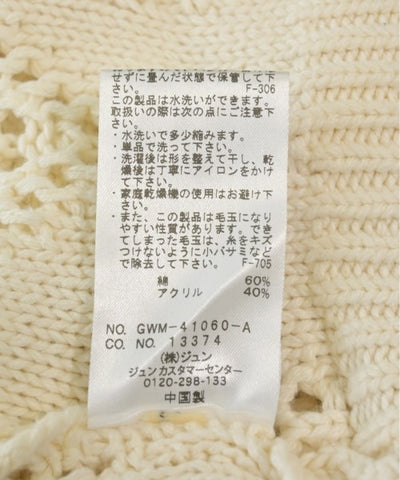 せずに畳んだ状態で保管して下
さい。 F-306
この製品は水洗いができます。
取扱いの際は次の点にご注意下
さい。
・水洗いで多少縮みます。
・単品で洗って下さい。
・洗濯後は形を整えて干し、乾
燥後は丁寧にアイロンをかけ
て下さい。
・家庭乾燥機の使用はお避け下
さい。
・また、この製品は毛玉になり
やすい性質があります。でき
てしまった毛玉は、糸をキズ
つけないように小バサミなど
で除去して下さい。 F-705
綿 60%
アクリル 40%
NO. GWM-41060-A
CO. NO. 13374
(株)ジュン
ジュンカスタマーセンター
0120-298-133
中国製